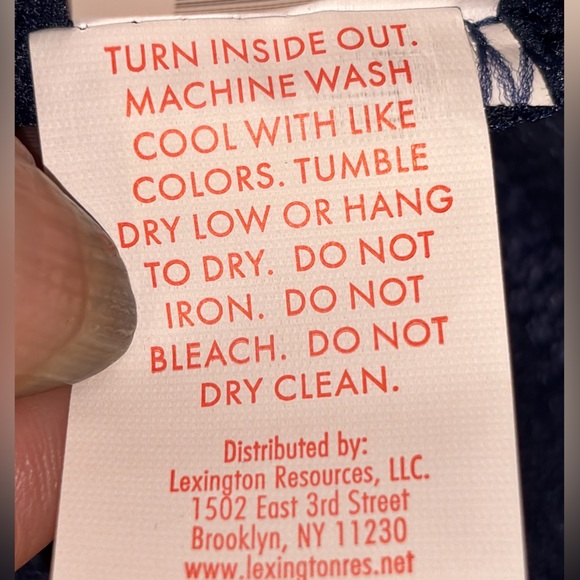 TURN INSIDE OUT.
MACHINE WASH
COOL WITH LIKE
COLORS. TUMBLE
DRY LOW OR HANG
TO DRY. DO NOT
IRON. DO NOT
BLEACH. DO NOT
DRY CLEAN.
Distributed by:
Lexington Resources, LLC.
1502 East 3rd Street
Brooklyn, NY 11230
www.lexingtonres.net